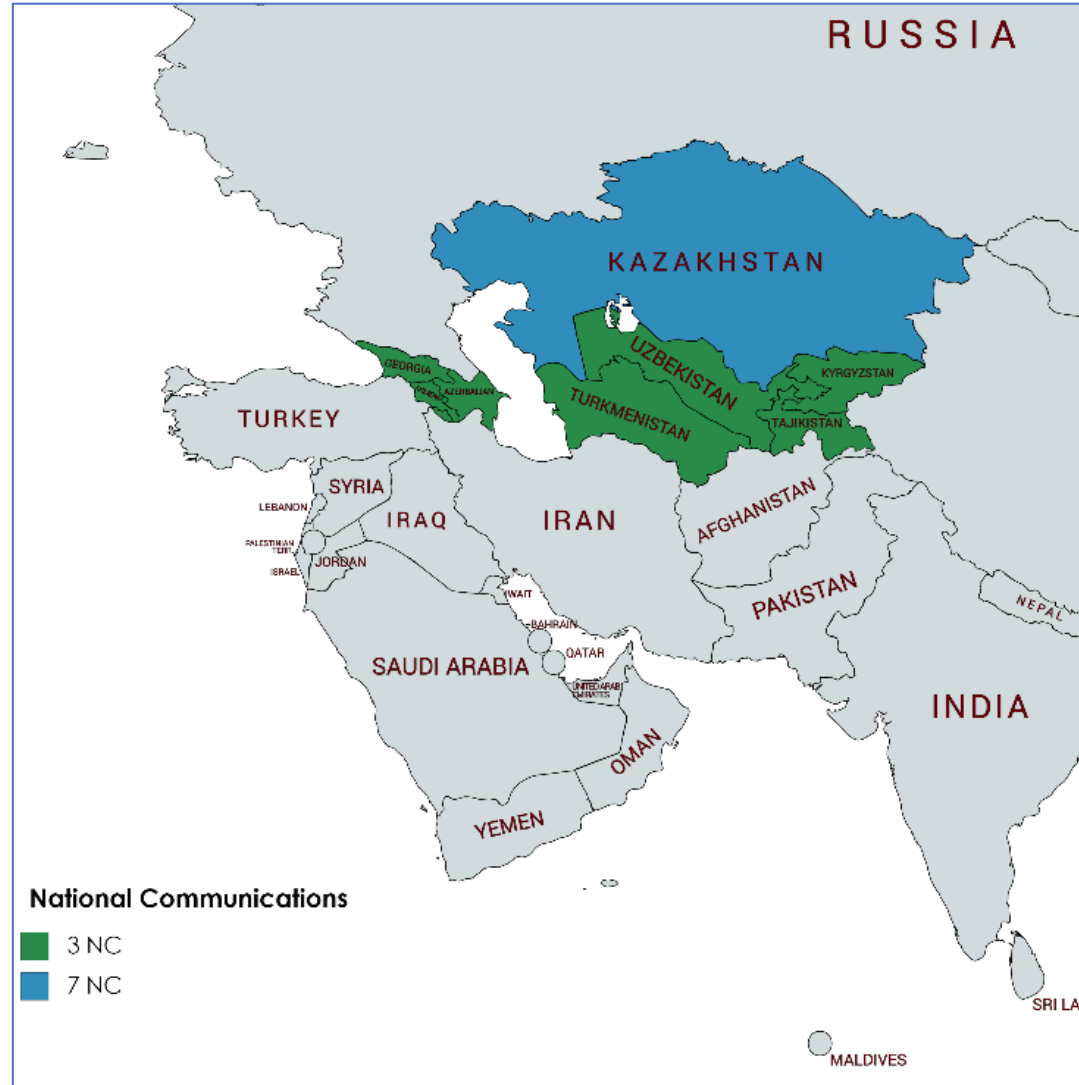 RUSSIA
KAZAKHSTAN
UZBEKISTAN
GEORGIA
KYRGYZSTAN
AZERBAIJAN
TURKMENISTAN
TURKEY
TAJIKISTAN
SYRIA
AFGHANISTAN
LEBANON
IRAQ
IRAN
PALESTINIAN
TERR.
JORDAN
ISRAEL
PAKISTAN
IWAIT
NEPAL
BAHRAIN
QATAR
SAUDI ARABIA
UNITED ARAB
EMIRATES
INDIA
OMAN
YEMEN
National Communications
3 NC
7 NC
SRI LA
MALDIVES